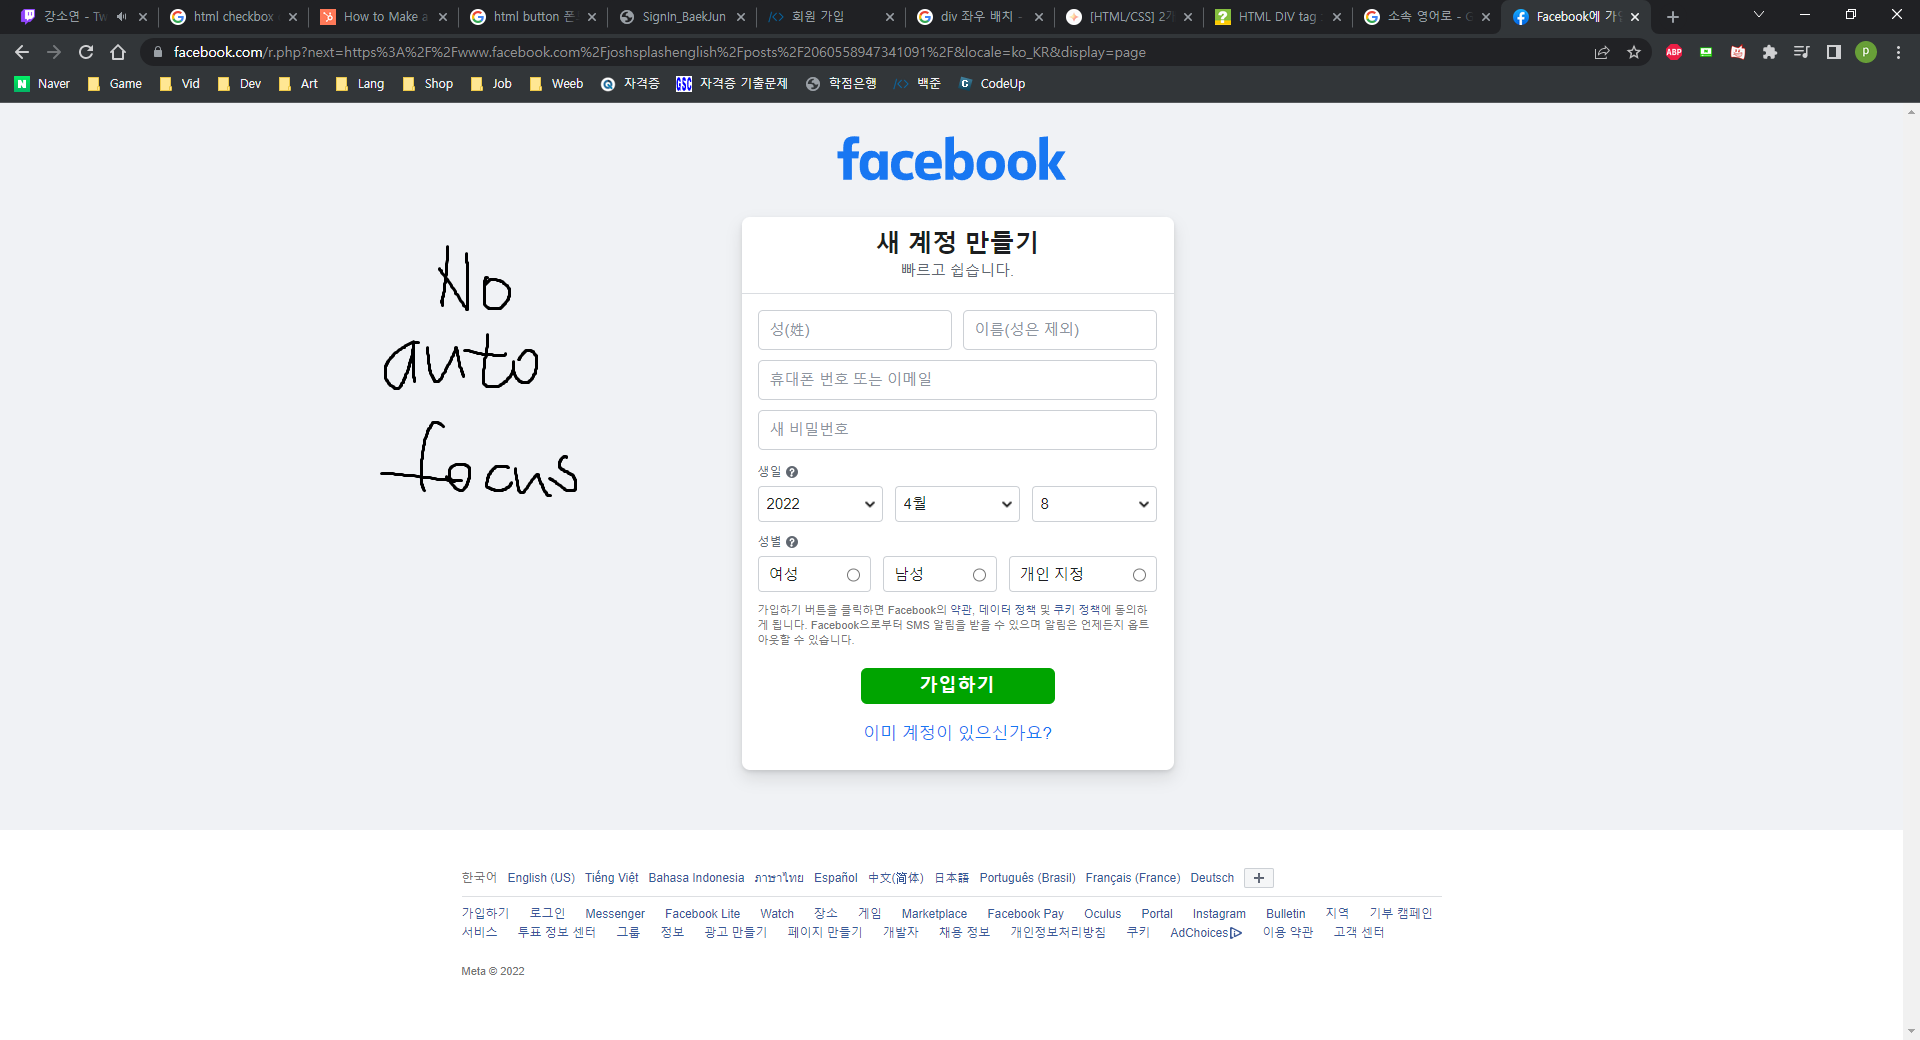 강소연 - Tw
html checkbox
How to Make a
html button 폰
SignIn_BaekJun
회원 가입
div 좌우 배치 -
[HTML/CSS] 2가
HTML DIV tag
소속 영어로 - G
Facebook에 가
facebook.com/r.php?next=https%3A%2F%2Fwww.facebook.com%2Fjoshsplashenglish%2Fposts%2F2060558947341091%2F&locale=ko_KR&display=page
ABP
P
Naver Game Vid Dev Art Lang Shop Job Weeb 자격증 자격증 기출문제 학점은행 백준 CodeUp
facebook
새 계정 만들기
빠르고 쉽습니다.
No
auto
focus
성(姓) 이름(성은 제외)
휴대폰 번호 또는 이메일
새 비밀번호
생일
2022 4월 8
성별
여성 남성 개인 지정
가입하기 버튼을 클릭하면 Facebook의 약관, 데이터 정책 및 쿠키 정책에 동의하
게 됩니다. Facebook으로부터 SMS 알림을 받을 수 있으며 알림은 언제든지 옵트
아웃할 수 있습니다.
가입하기
이미 계정이 있으신가요?
한국어 English (US) Tiếng Việt Bahasa Indonesia ภาษาไทย Español 中文(简体) 日本語 Português (Brasil) Français (France) Deutsch +
가입하기 로그인 Messenger Facebook Lite Watch 장소 게임 Marketplace Facebook Pay Oculus Portal Instagram Bulletin 지역 기부 캠페인
서비스 투표 정보 센터 그룹 정보 광고 만들기 페이지 만들기 개발자 채용 정보 개인정보처리방침 쿠키 AdChoices 이용 약관 고객 센터
Meta © 2022